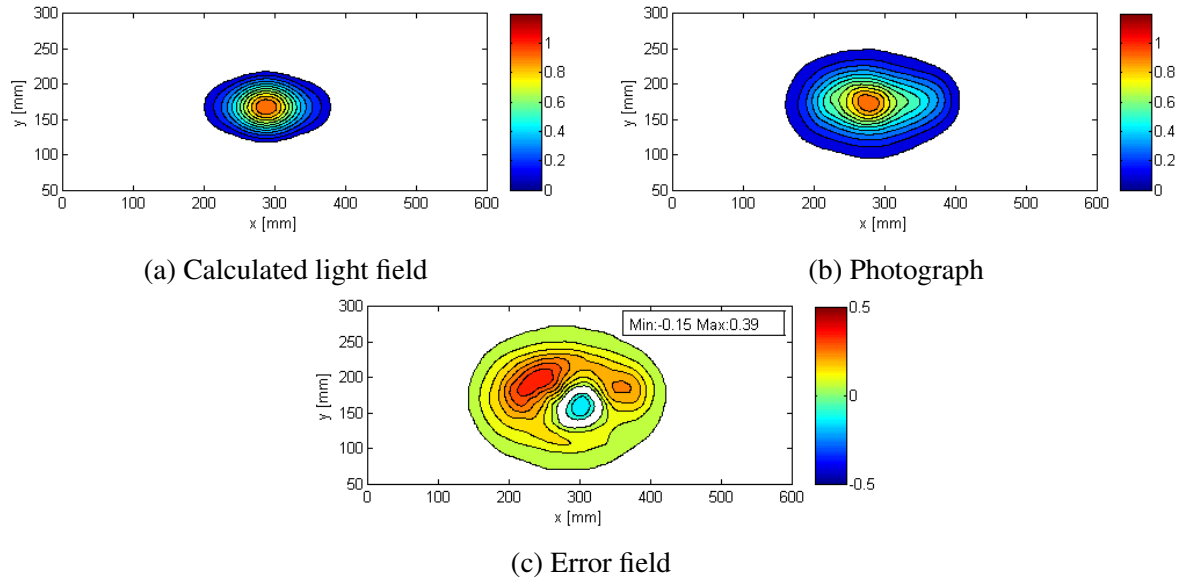 300
250
200
150
100
50
y [mm]
0 100 200 300 400 500 600
x [mm]
1
0.8
0.6
0.4
0.2
0
(a) Calculated light field
300
250
200
150
100
50
y [mm]
0 100 200 300 400 500 600
x [mm]
1
0.8
0.6
0.4
0.2
0
(b) Photograph
300
250
200
150
100
50
y [mm]
Min:-0.15 Max:0.39
0 100 200 300 400 500 600
x [mm]
0.5
0
-0.5
(c) Error field